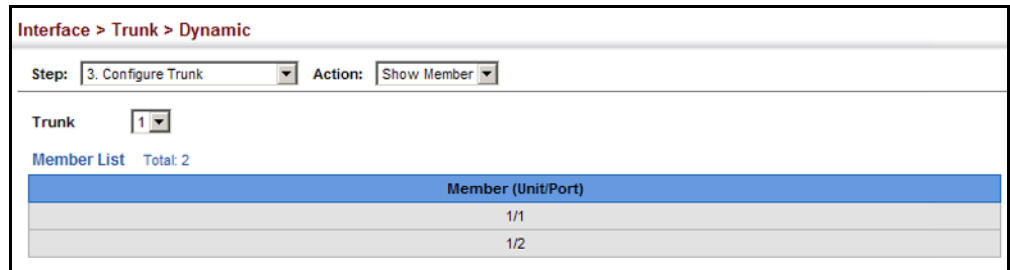 Interface > Trunk > Dynamic
Step: 3. Configure Trunk Action: Show Member
Trunk 1
Member List Total: 2
Member (Unit/Port)
1/1
1/2